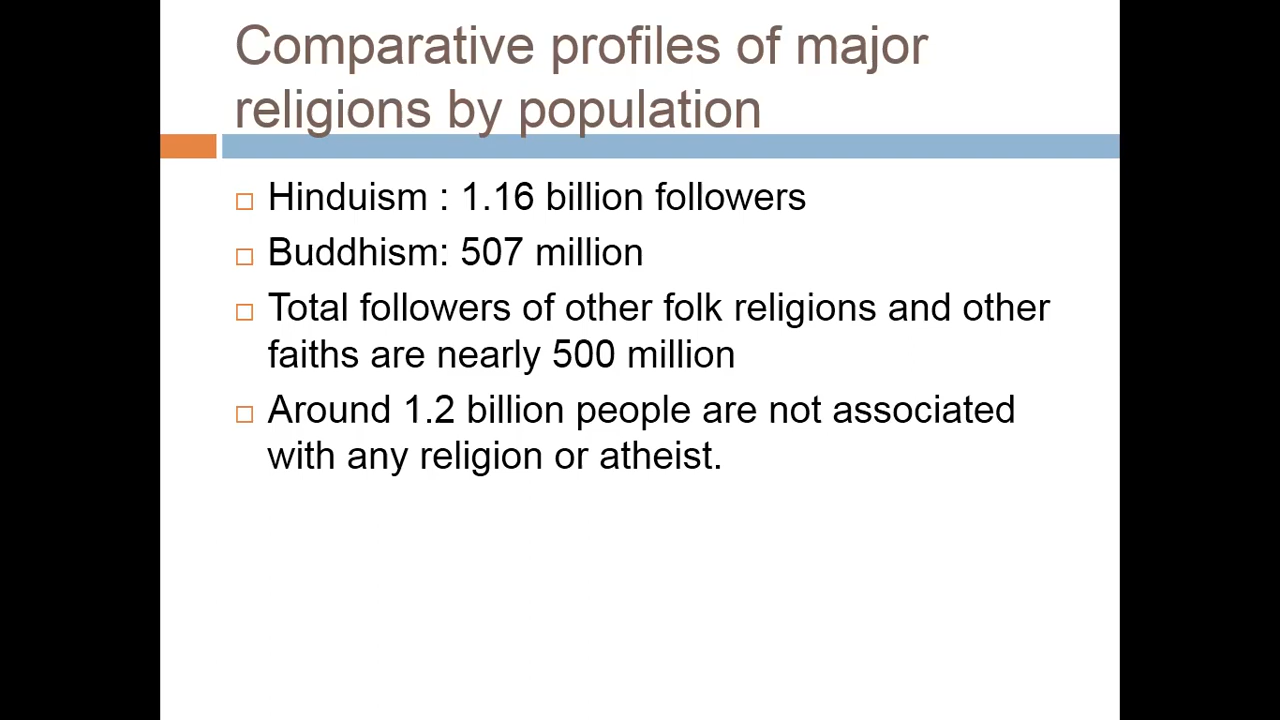 Comparative profiles of major
religions by population
Hinduism : 1.16 billion followers
Buddhism: 507 million
Total followers of other folk religions and other
faiths are nearly 500 million
Around 1.2 billion people are not associated
with any religion or atheist.